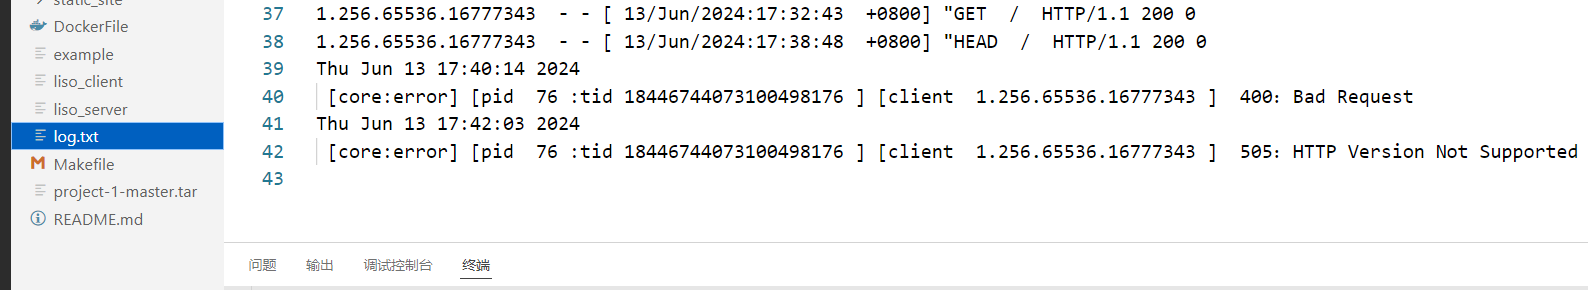 static_site
DockerFile
example
liso_client
liso_server
log.txt
Makefile
project-1-master.tar
README.md
37 1.256.65536.16777343 - - [ 13/Jun/2024:17:32:43 +0800] "GET / HTTP/1.1 200 0
38 1.256.65536.16777343 - - [ 13/Jun/2024:17:38:48 +0800] "HEAD / HTTP/1.1 200 0
39 Thu Jun 13 17:40:14 2024
40 [core:error] [pid 76 :tid 18446744073100498176 ] [client 1.256.65536.16777343 ] 400: Bad Request
41 Thu Jun 13 17:42:03 2024
42 [core:error] [pid 76 :tid 18446744073100498176 ] [client 1.256.65536.16777343 ] 505: HTTP Version Not Supported
43
问题 输出 调试控制台 终端